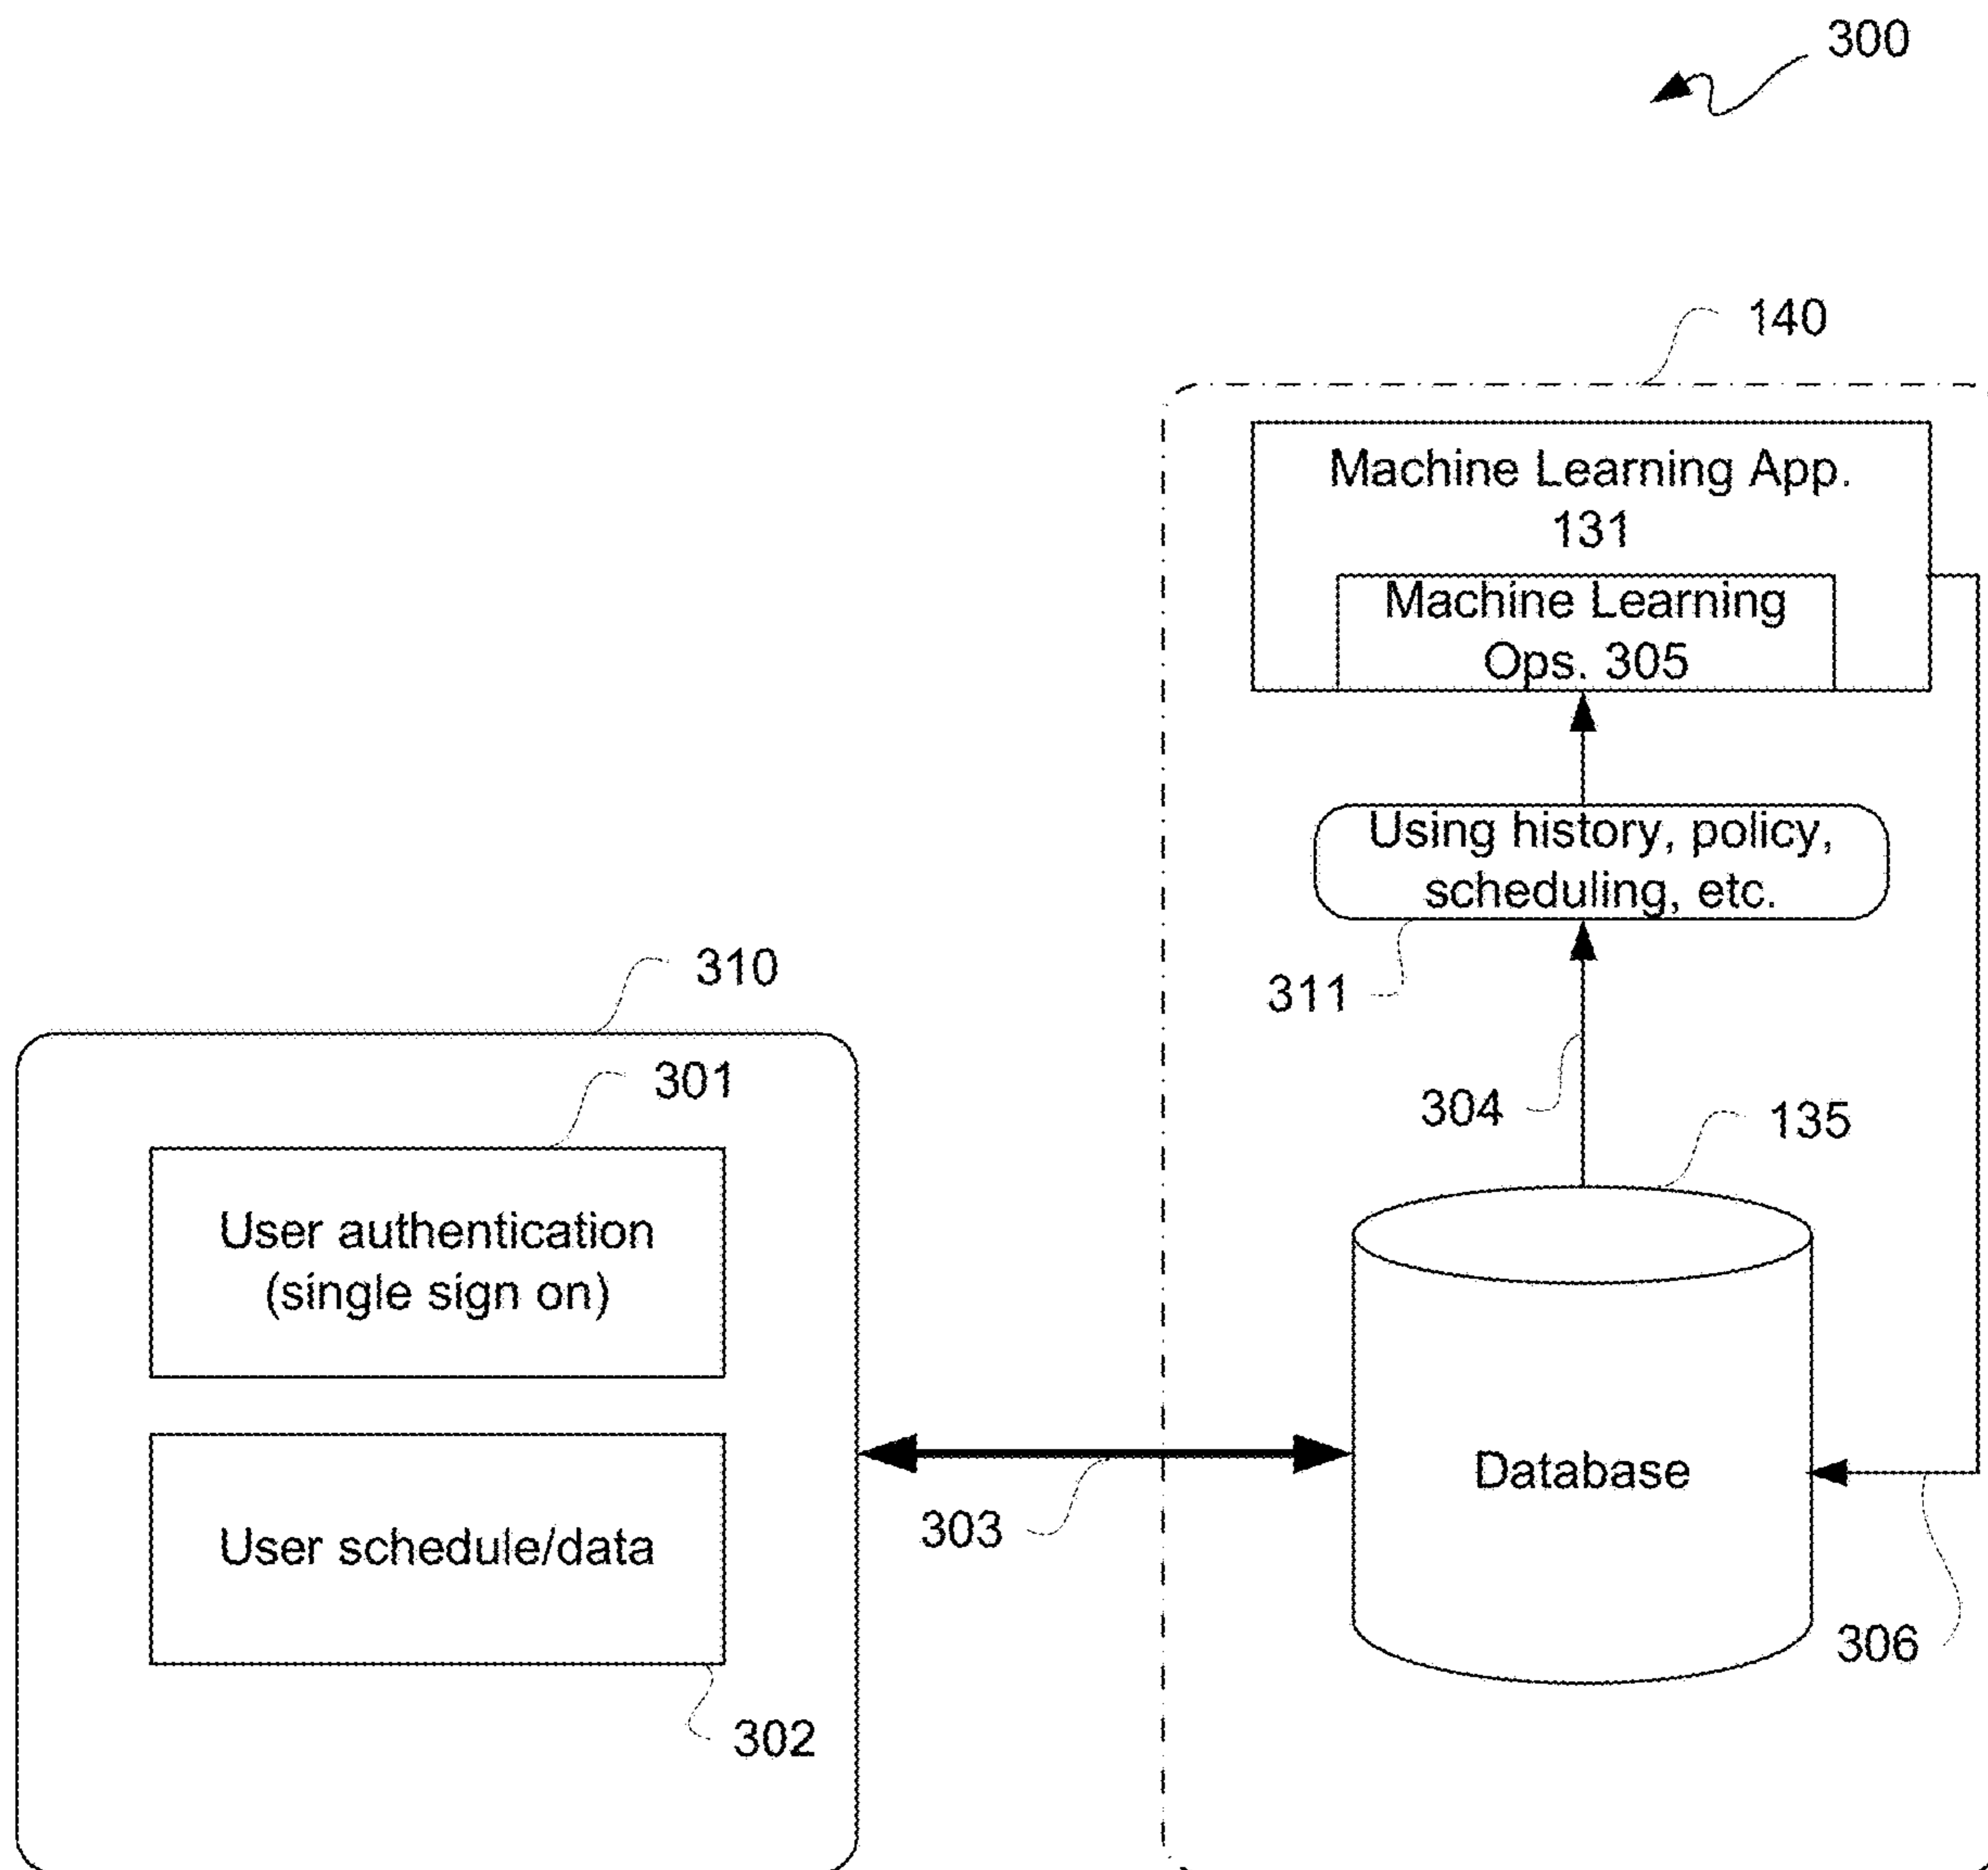 300
140
Machine Learning App.
131
Machine Learning
Ops. 305
Using history, policy,
scheduling, etc.
311
310
301
304
135
User authentication
(single sign on)
Database
303
User schedule/data
306
302